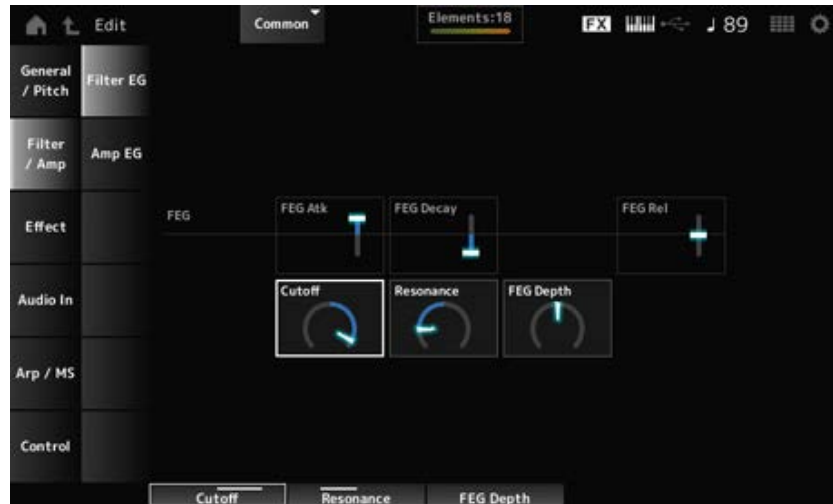 Edit
Common
Elements:18
FX
♩ 89
General
/ Pitch
Filter EG
Filter
/ Amp
Amp EG
Effect
Audio In
Arp / MS
Control
FEG
FEG Atk
FEG Decay
FEG Rel
Cutoff
Resonance
FEG Depth
Cutoff
Resonance
FEG Depth